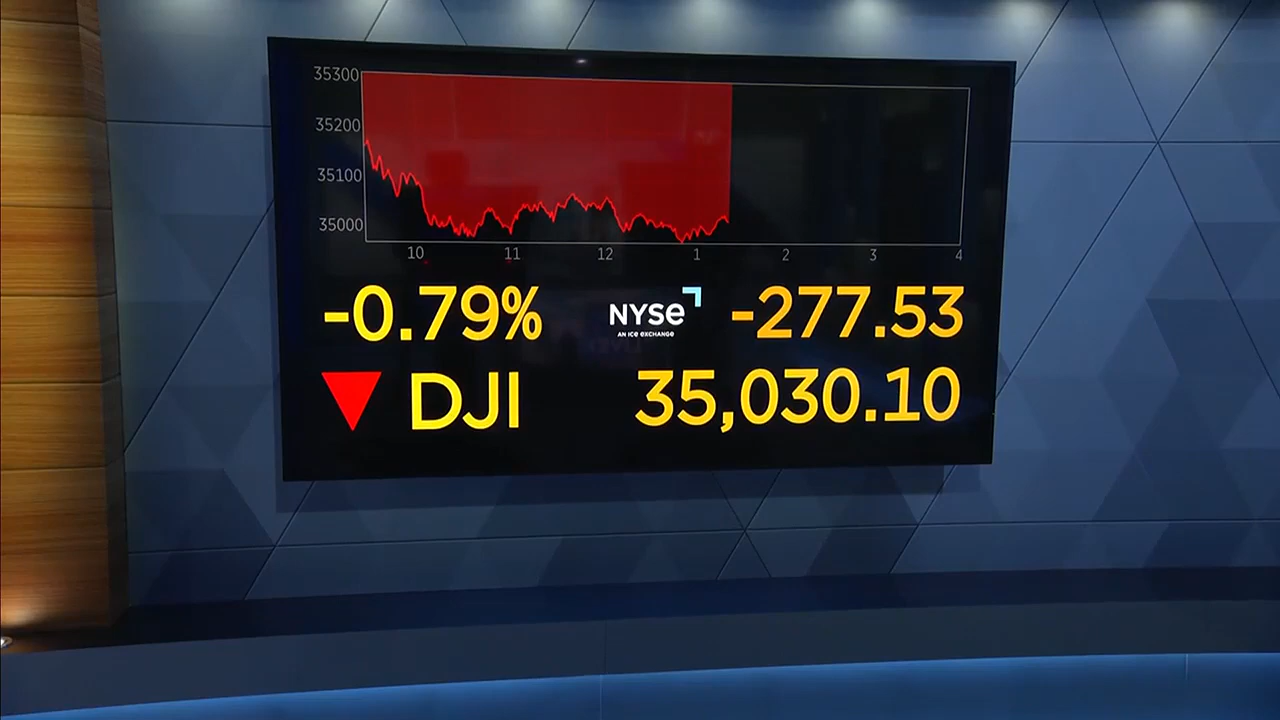 35300
35200
35100
35000
10 11 12 1 2 3 4
-0.79% NYSE -277.53
AN ICE EXCHANGE
DJI 35,030.10